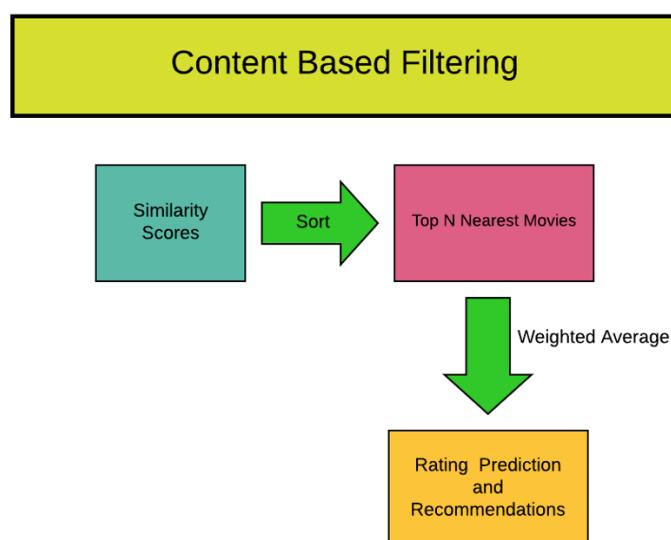 Content Based Filtering
Similarity
Scores
Sort
Top N Nearest Movies
Weighted Average
Rating Prediction
and
Recommendations